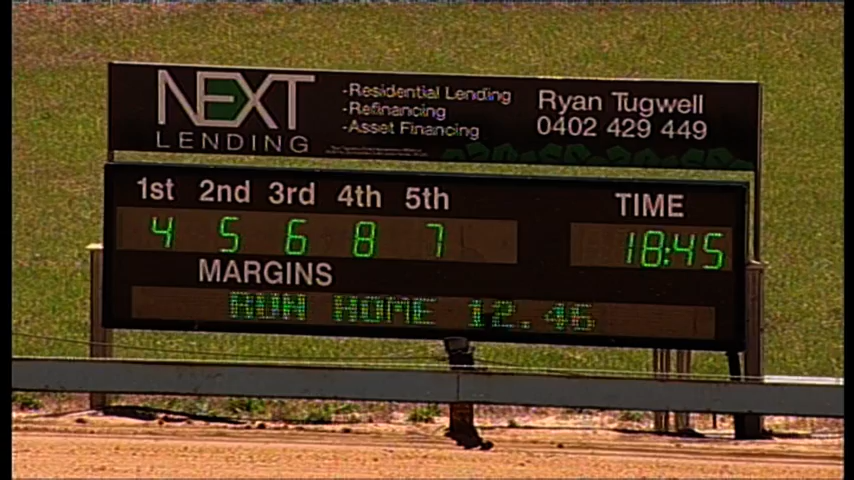 NEXT
LENDING
-Residential Lending
-Refinancing
-Asset Financing
Ryan Tugwell
0402 429 449
1st 2nd 3rd 4th 5th TIME
4 5 6 8 7 18:45
MARGINS
RUN HOME 12.46